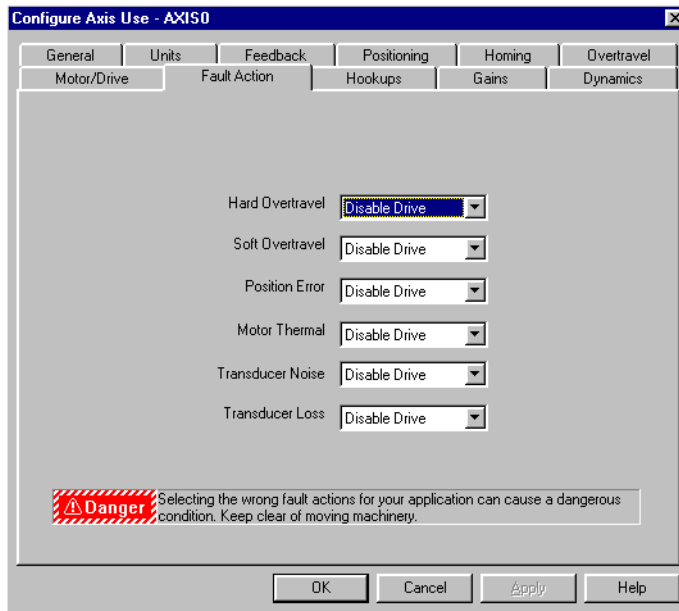 Configure Axis Use - AXIS0
General Units Feedback Positioning Homing Overtravel
Motor/Drive Fault Action Hookups Gains Dynamics
Hard Overtravel Disable Drive
Soft Overtravel Disable Drive
Position Error Disable Drive
Motor Thermal Disable Drive
Transducer Noise Disable Drive
Transducer Loss Disable Drive
Danger Selecting the wrong fault actions for your application can cause a dangerous
condition. Keep clear of moving machinery.
OK Cancel Apply Help